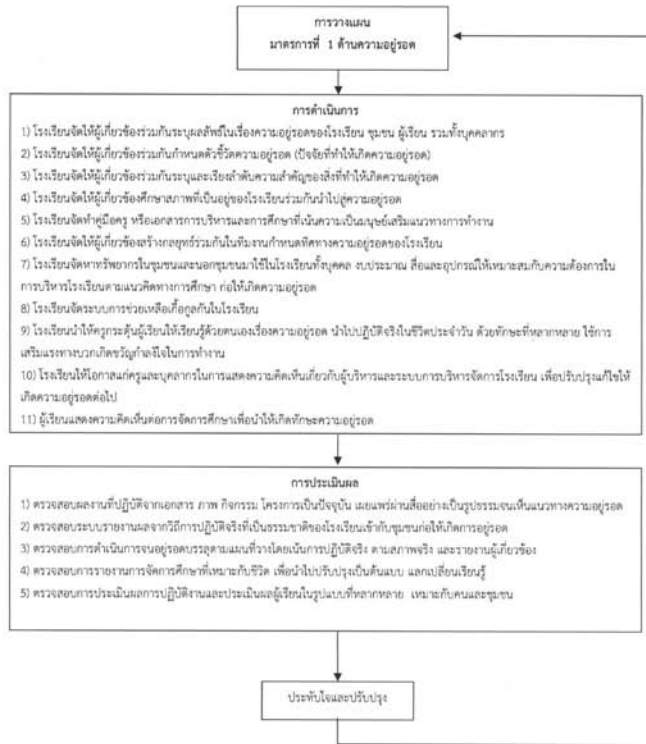 การวางแผน
มาตรการที่ 1 ด้านความอยู่รอด
การดำเนินการ
1) โรงเรียนจัดให้ผู้เกี่ยวข้องร่วมกันระบุผลลัพธ์ในเรื่องความอยู่รอดของโรงเรียน ชุมชน ผู้เรียน รวมทั้งบุคคลากร
2) โรงเรียนจัดให้ผู้เกี่ยวข้องร่วมกันกำหนดตัวชี้วัดความอยู่รอด (ปัจจัยที่ทำให้เกิดความอยู่รอด)
3) โรงเรียนจัดให้ผู้เกี่ยวข้องร่วมกันระบุและเรียงลำดับความสำคัญของสิ่งที่ทำให้เกิดความอยู่รอด
4) โรงเรียนจัดให้ผู้เกี่ยวข้องศึกษาสภาพที่เป็นอยู่ของโรงเรียนร่วมกันนำไปสู่ความอยู่รอด
5) โรงเรียนจัดทำคู่มือครู หรือเอกสารการบริหารและการศึกษาที่เน้นความเป็นมนุษย์เสริมแนวทางการทำงาน
6) โรงเรียนจัดให้ผู้เกี่ยวข้องสร้างกลยุทธ์ร่วมกันในทีมงานกำหนดทิศทางความอยู่รอดของโรงเรียน
7) โรงเรียนจัดหาทรัพยากรในชุมชนและนอกชุมชนมาใช้ในโรงเรียนทั้งบุคคล งบประมาณ สื่อและอุปกรณ์ให้เหมาะสมกับความต้องการใน
การบริหารโรงเรียนตามแนวคิดทางการศึกษา ก่อให้เกิดความอยู่รอด
8) โรงเรียนจัดระบบการช่วยเหลือเกื้อกูลกันในโรงเรียน
9) โรงเรียนนำให้ครูกระตุ้นผู้เรียนให้เรียนรู้ด้วยตนเองเรื่องความอยู่รอด นำไปปฏิบัติจริงในชีวิตประจำวัน ด้วยทักษะที่หลากหลาย ใช้การ
เสริมแรงทางบวกเกิดขวัญกำลังใจในการทำงาน
10) โรงเรียนให้โอกาสแก่ครูและบุคลากรในการแสดงความคิดเห็นเกี่ยวกับผู้บริหารและระบบการบริหารจัดการโรงเรียน เพื่อปรับปรุงแก้ไขให้
เกิดความอยู่รอดต่อไป
11) ผู้เรียนแสดงความคิดเห็นต่อการจัดการศึกษาเพื่อนำให้เกิดทักษะความอยู่รอด
การประเมินผล
1) ตรวจสอบผลงานที่ปฏิบัติจากเอกสาร ภาพ กิจกรรม โครงการเป็นปัจจุบัน เผยแพร่ผ่านสื่ออย่างเป็นรูปธรรมจนเห็นแนวทางความอยู่รอด
2) ตรวจสอบระบบรายงานผลจากวิถีการปฏิบัติจริงที่เป็นธรรมชาติของโรงเรียนเข้ากับชุมชนก่อให้เกิดการอยู่รอด
3) ตรวจสอบการดำเนินการจนอยู่รอดบรรลุตามแผนที่วางโดยเน้นการปฏิบัติจริง ตามสภาพจริง และรายงานผู้เกี่ยวข้อง
4) ตรวจสอบการรายงานการจัดการศึกษาที่เหมาะกับชีวิต เพื่อนำไปปรับปรุงเป็นต้นแบบ แลกเปลี่ยนเรียนรู้
5) ตรวจสอบการประเมินผลการปฏิบัติงานและประเมินผลผู้เรียนในรูปแบบที่หลากหลาย เหมาะกับคนและชุมชน
ประทับใจและปรับปรุง